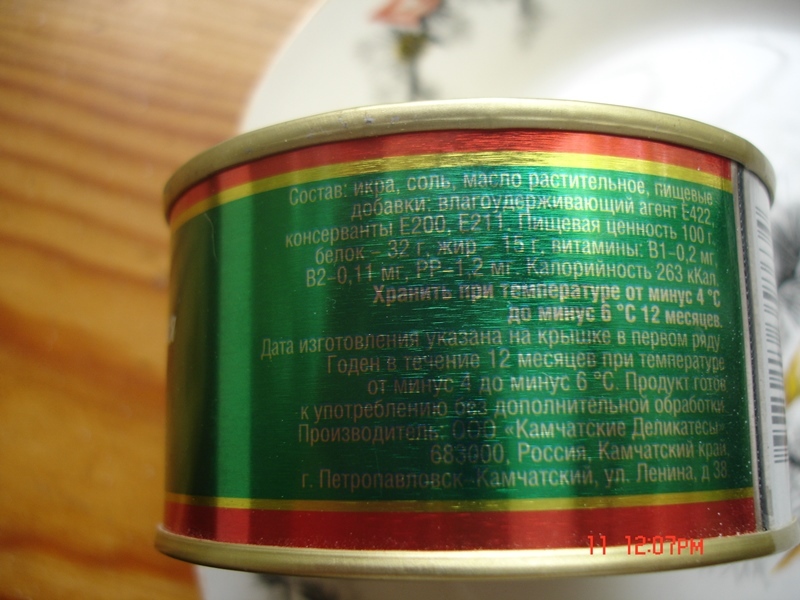 Состав: икра, соль, масло растительное, пищевые
добавки: влагоудерживающий агент Е422,
консерванты Е200, Е211. Пищевая ценность 100 г.
белок – 32 г. жир – 15 г. витамины: В1–0,2 мг,
В2–0,11 мг. РР–1,2 мг. Калорийность 263 кКал.
Хранить при температуре от минус 4 °С
до минус 6 °С 12 месяцев.
Дата изготовления указана на крышке в первом ряду.
Годен в течение 12 месяцев при температуре
от минус 4 до минус 6 °С. Продукт готов
к употреблению без дополнительной обработки.
Производитель: ООО «Камчатские Деликатесы»
683000, Россия, Камчатский край,
г. Петропавловск–Камчатский, ул. Ленина, д 38
11 12:07PM